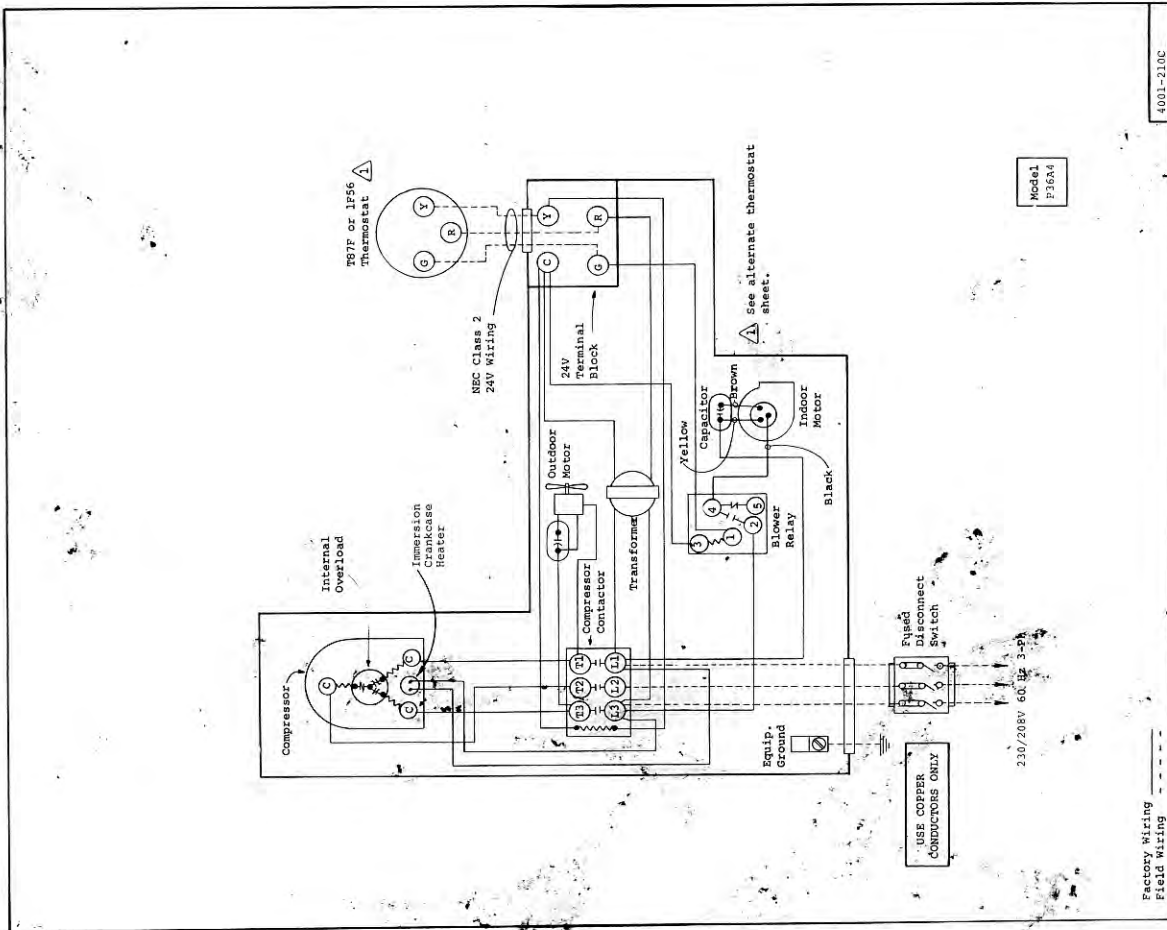 T87F or 1F56
Thermostat
1
G
R
Y
NEC Class 2
24V Wiring
C
Y
G
R
24V
Terminal
Block
1
See alternate thermostat
sheet.
Internal
Overload
Immersion
Crankcase
Heater
Compressor
C
C
C
Outdoor
Motor
Compressor
Contactor
T1
T2
T3
L1
L2
L3
Transformer
Capacitor
Yellow
Brown
Indoor
Motor
Black
Blower
Relay
3
1
4
2
5
Equip.
Ground
Fused
Disconnect
Switch
230/208V 60 Hz 3-PH
USE COPPER
CONDUCTORS ONLY
Model
P36A4
Factory Wiring
Field Wiring
4001-210C